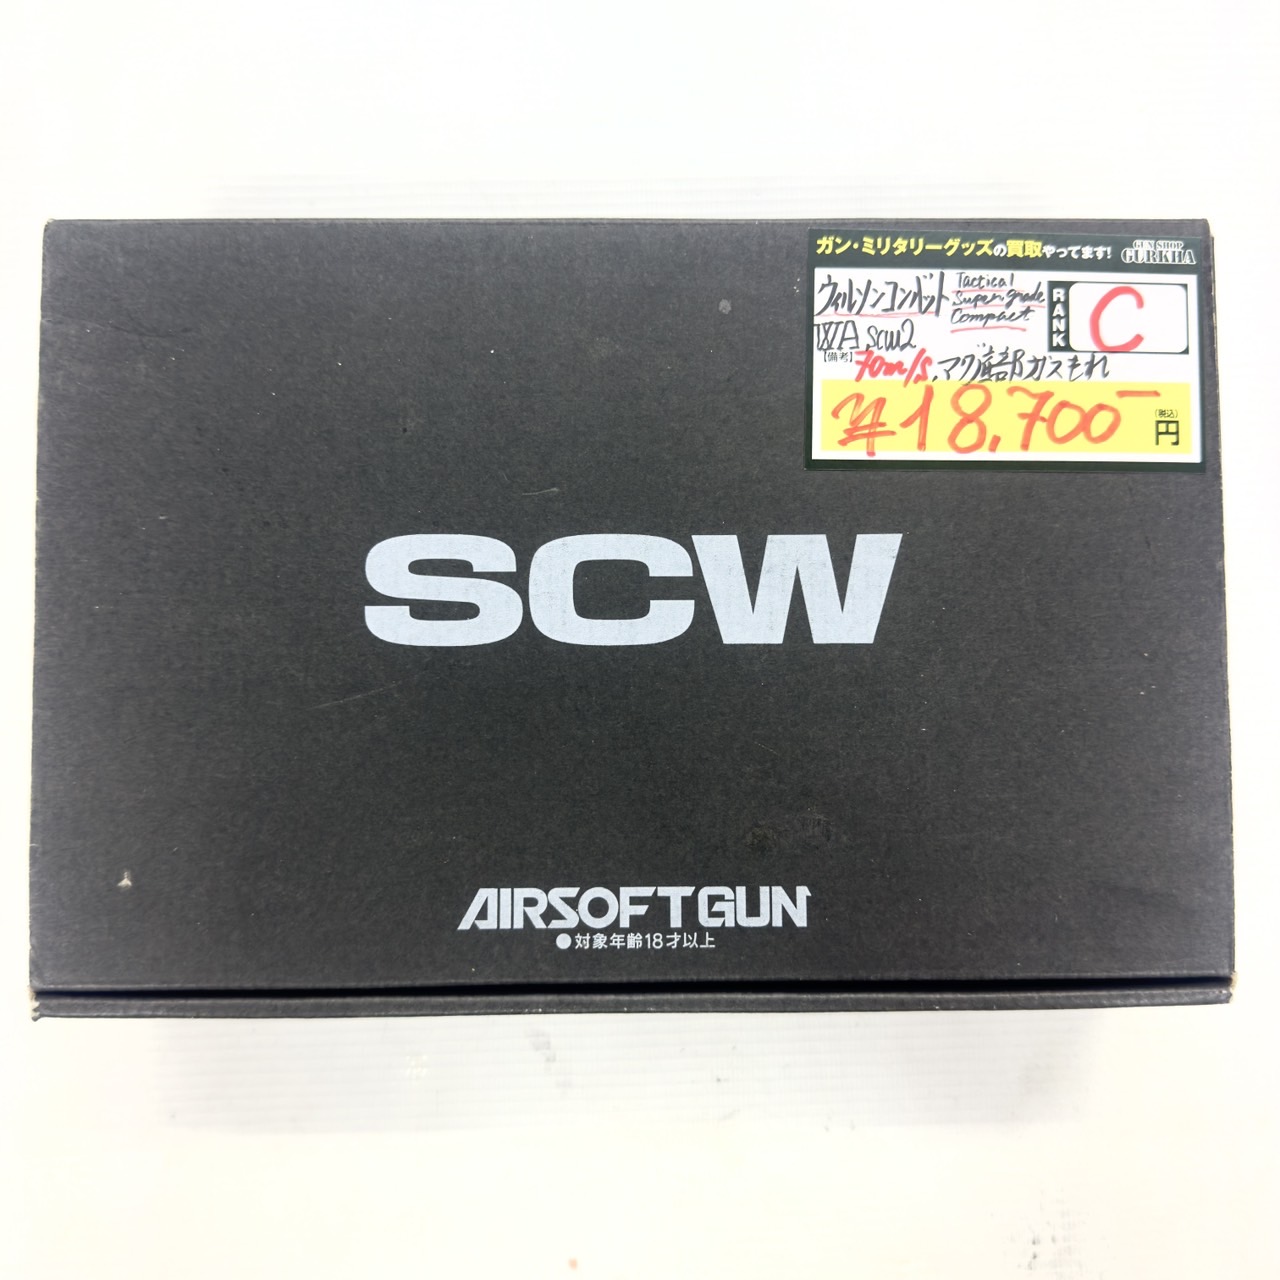 ガン・ミリタリーグッズの買取やってます!
GUN SHOP
GURKHA
ウィルソンコンバット
Tactical
Supergrade
Compact
WA SCW2
RANK
C
【備考】
70m/s、マグ底部ガスもれ
¥18,700-
(税込)
円
SCW
AIRSOFTGUN
●対象年齢18才以上